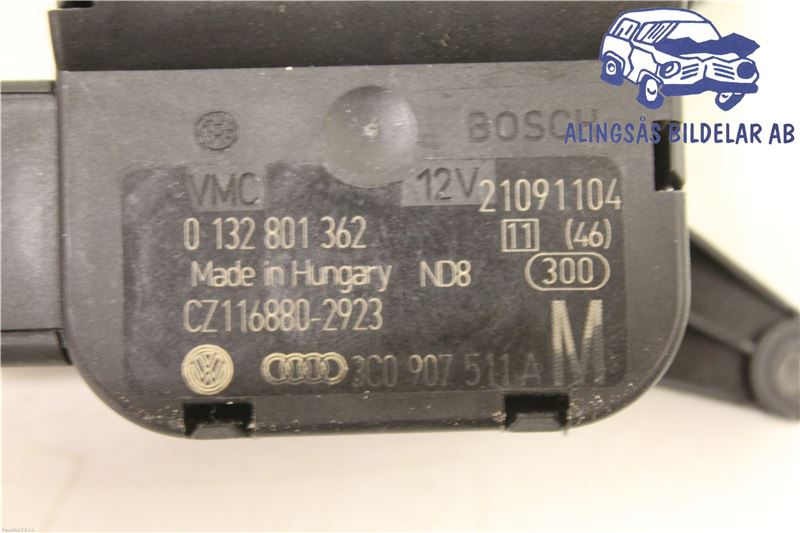 BOSCH
ALINGSÅS BILDELAR AB
VMC 12V 21091104
0 132 801 362 11 (46)
Made in Hungary ND8 300
CZ116880-2923
3C0 907 511 A M